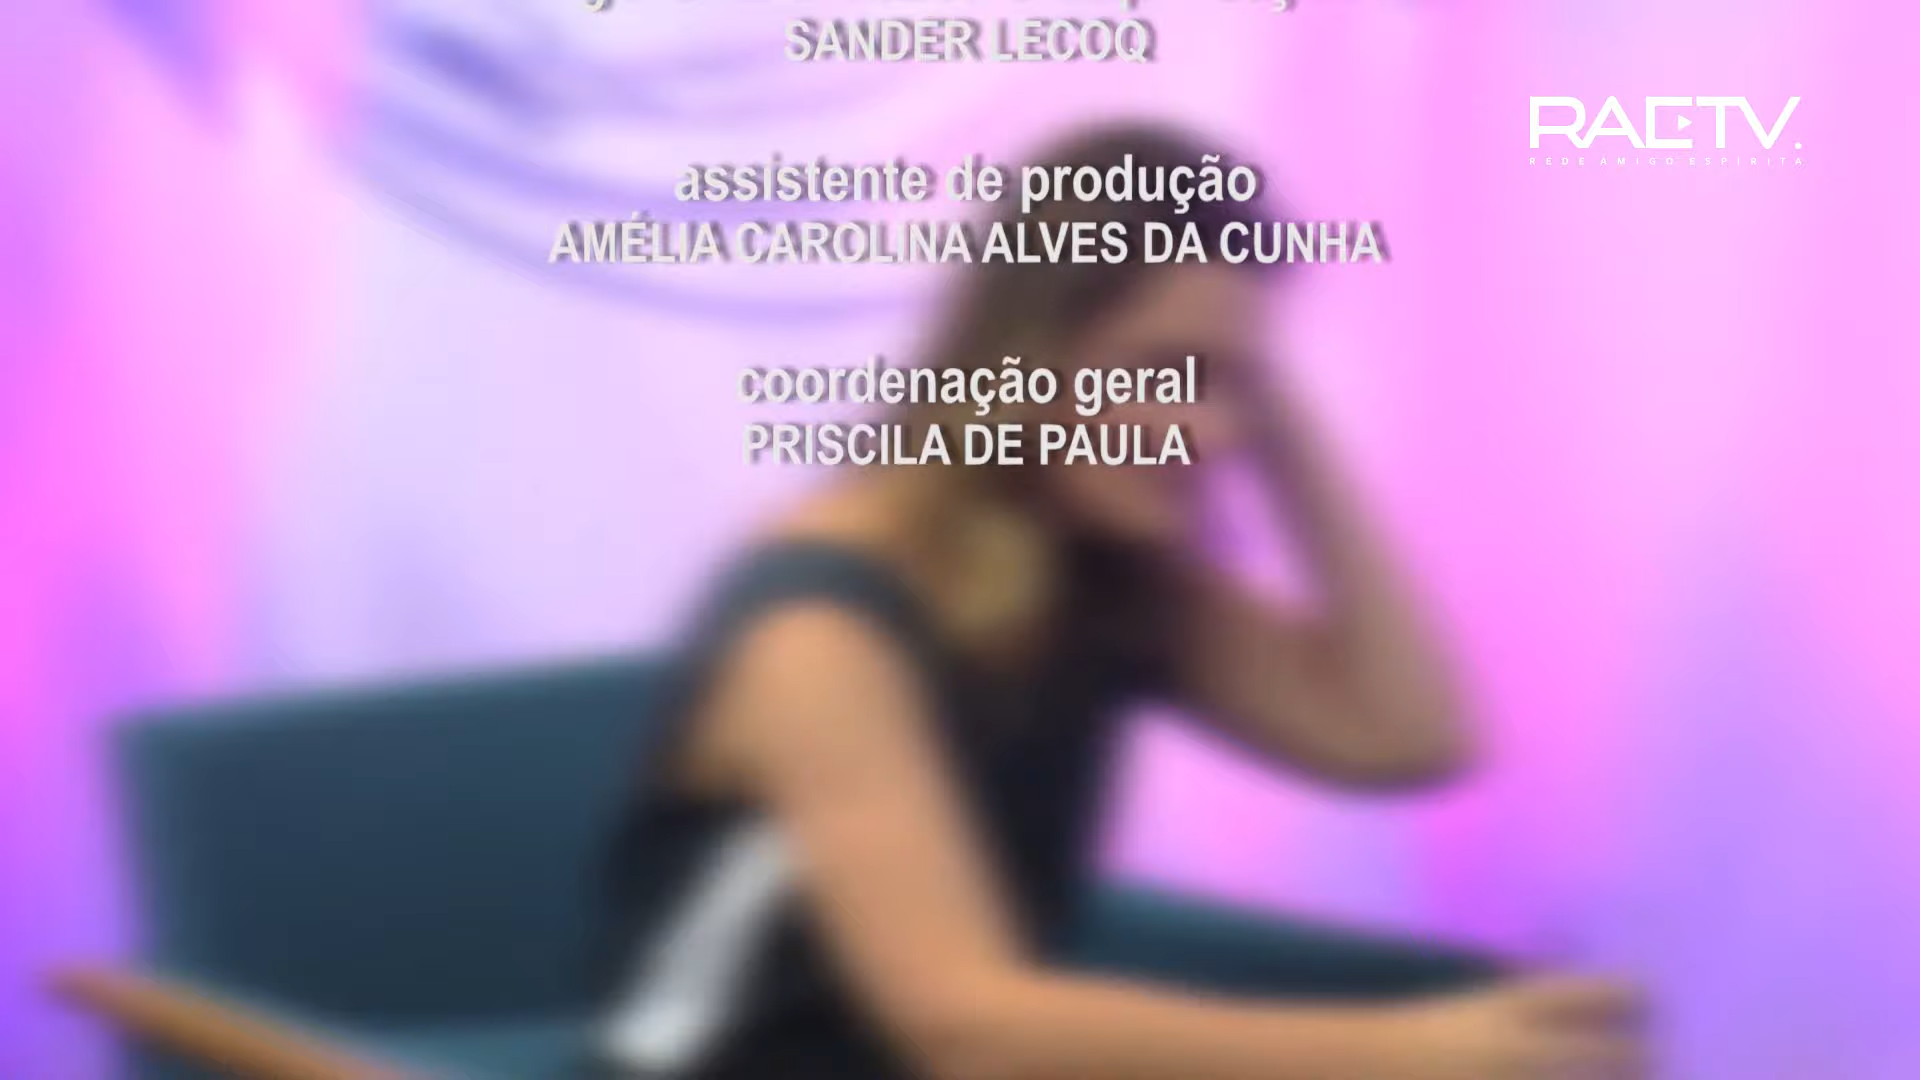 SANDER LECOQ
RAETV.
REDE AMIGO ESPÍRITA
assistente de produção
AMÉLIA CAROLINA ALVES DA CUNHA
coordenação geral
PRISCILA DE PAULA